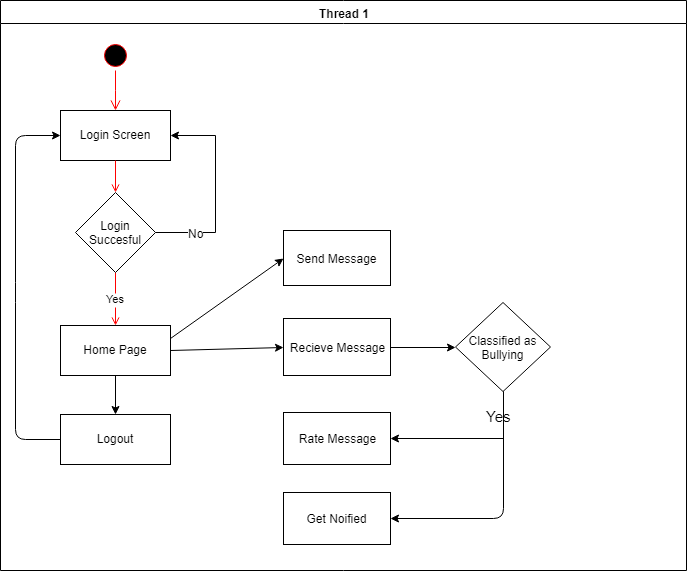 Thread 1
Login Screen
Login
Succesful
No
Yes
Home Page
Logout
Send Message
Recieve Message
Classified as
Bullying
Yes
Rate Message
Get Noified